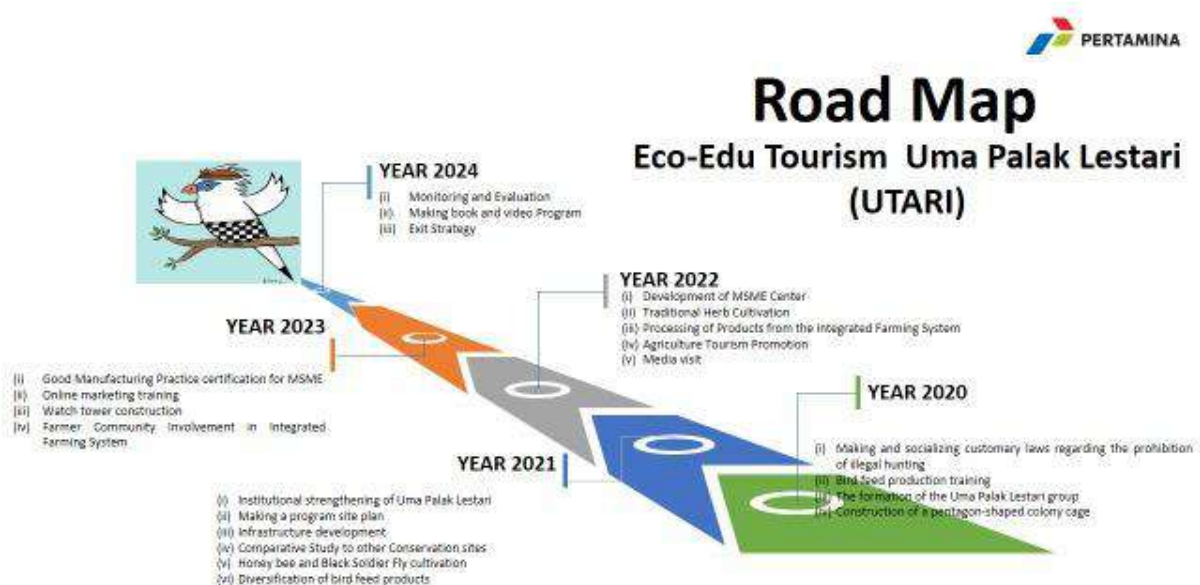 PERTAMINA
Road Map
Eco-Edu Tourism Uma Palak Lestari
(UTARI)
YEAR 2024
(i) Monitoring and Evaluation
(ii) Making book and video Program
(iii) Exit Strategy
YEAR 2022
(i) Development of MSME Center
(ii) Traditional Herb Cultivation
(iii) Processing of Products from the Integrated Farming System
(iv) Agriculture Tourism Promotion
(v) Media visit
YEAR 2023
(i) Good Manufacturing Practice certification for MSME
(ii) Online marketing training
(iii) Watch tower construction
(iv) Farmer Community Involvement in Integrated
Farming System
YEAR 2020
(i) Making and socializing customary laws regarding the prohibition
of illegal hunting
(ii) Bird feed production training
(iii) The formation of the Uma Palak Lestari group
(iv) Construction of a pentagon-shaped colony cage
YEAR 2021
(i) Institutional strengthening of Uma Palak Lestari
(ii) Making a program site plan
(iii) Infrastructure development
(iv) Comparative Study to other Conservation sites
(v) Honey bee and Black Soldier Fly cultivation
(vi) Diversification of bird feed products